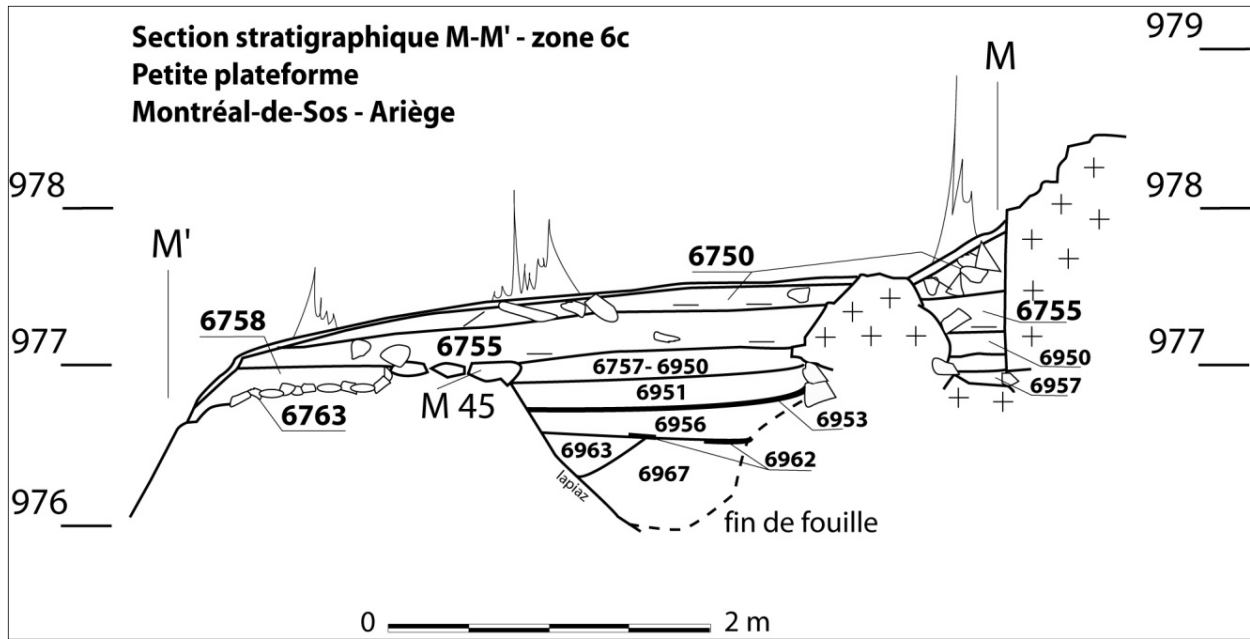 Section stratigraphique M-M' - zone 6c
Petite plateforme
Montréal-de-Sos - Ariège
979
M
978
978
M'
6750
6758
6755
6755
977
977
6757- 6950
6950
6951
6957
M 45
6763
6953
6956
6963
6962
6967
lapiaz
976
fin de fouille
0
2 m